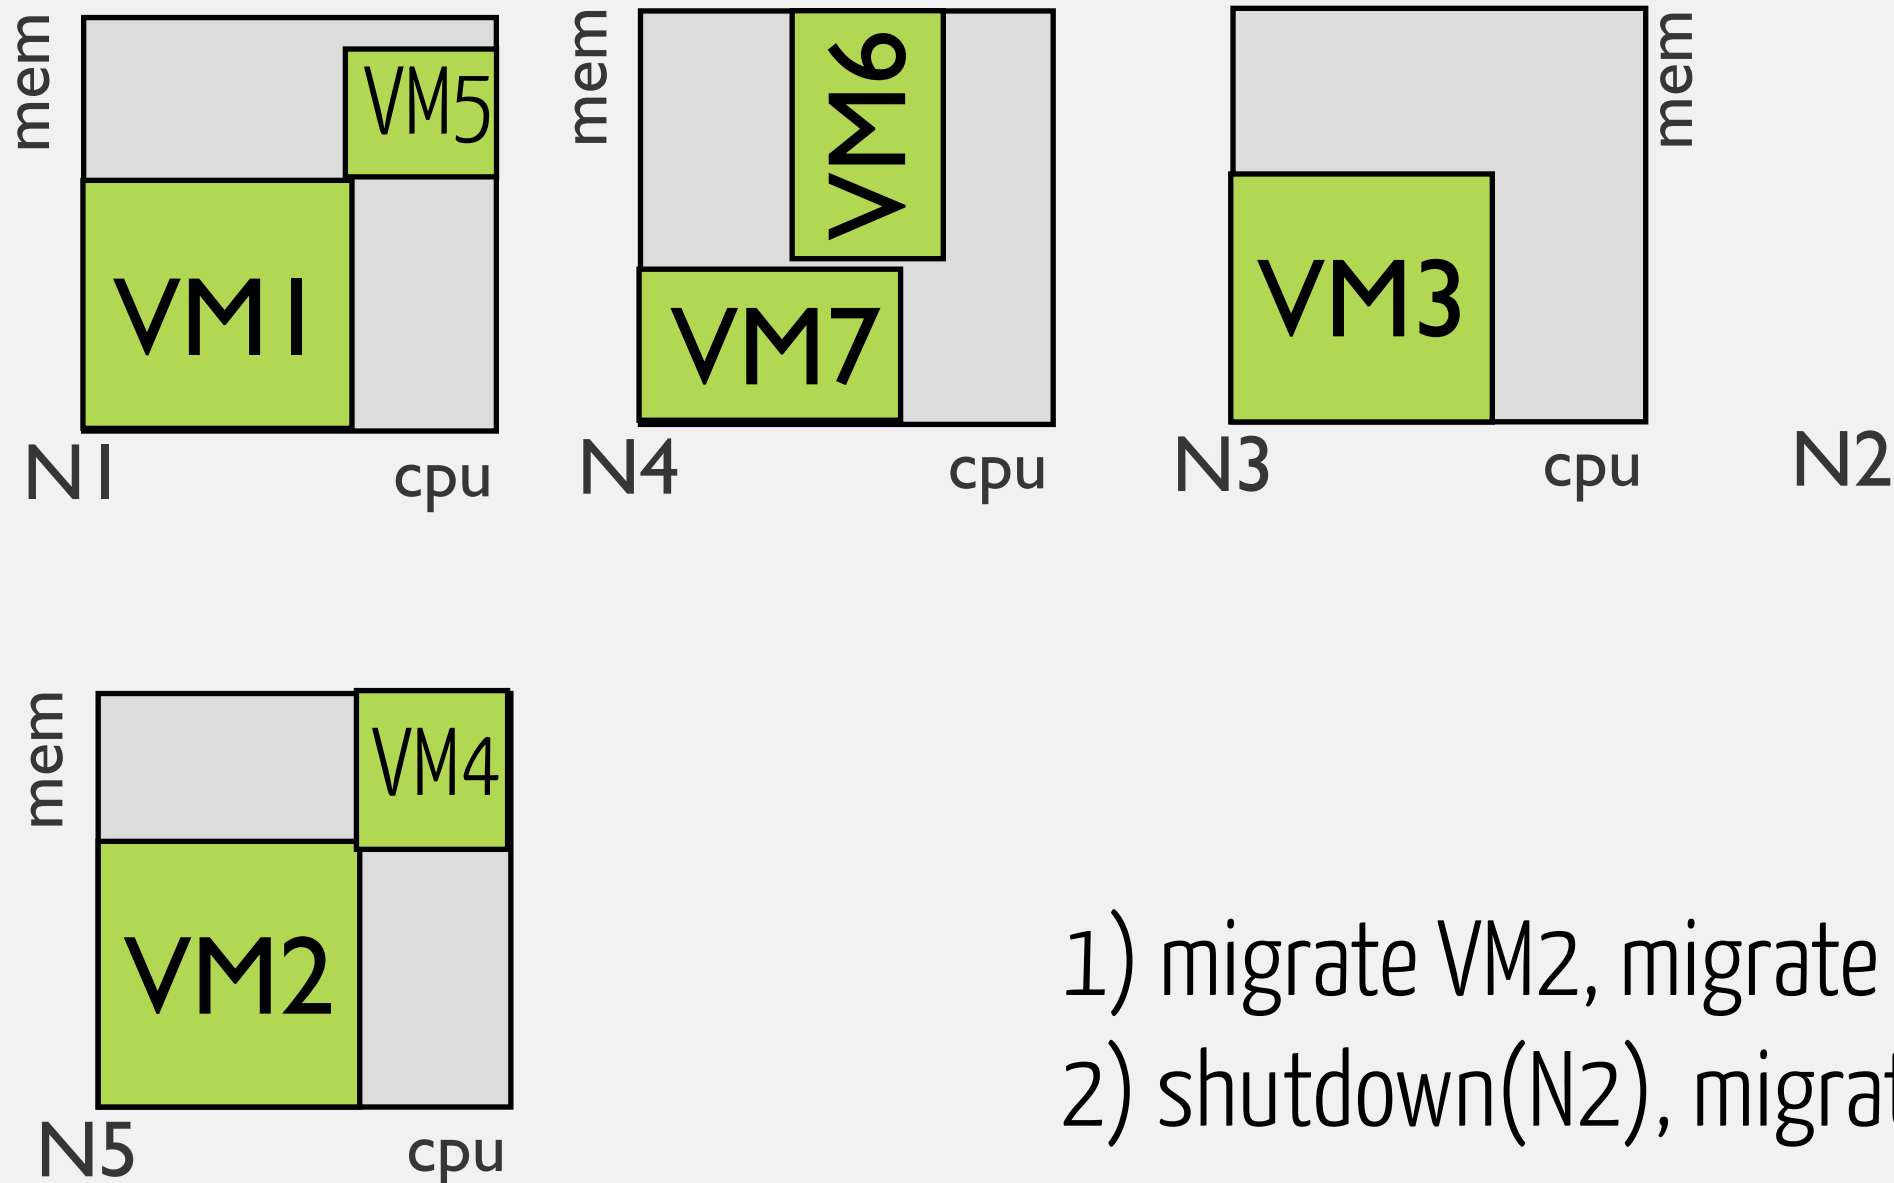 mem
VM5
VM1
N1
cpu
mem
VM6
VM7
N4
cpu
mem
VM3
N3
cpu
N2
mem
VM4
VM2
N5
cpu
1) migrate VM2, migrate
2) shutdown(N2),